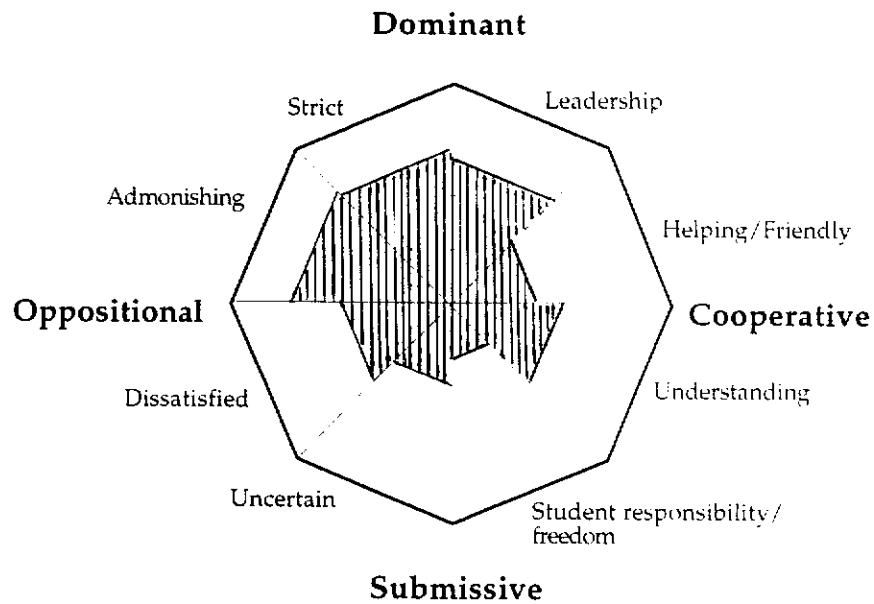 Dominant
Strict
Leadership
Admonishing
Helping/Friendly
Oppositional
Cooperative
Dissatisfied
Understanding
Uncertain
Student responsibility/
freedom
Submissive